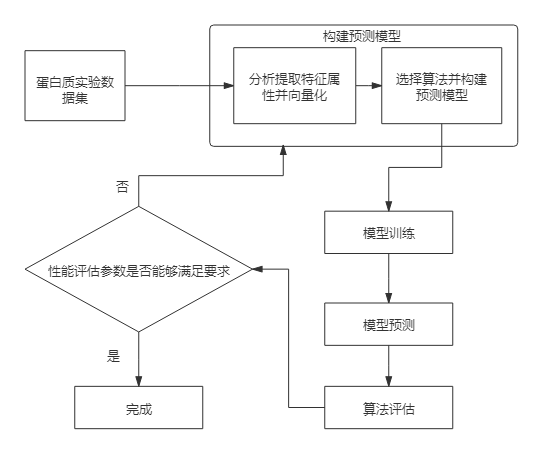 构建预测模型
蛋白质实验数
据集
分析提取特征属
性并向量化
选择算法并构建
预测模型
否
模型训练
性能评估参数是否能够满足要求
模型预测
是
完成
算法评估